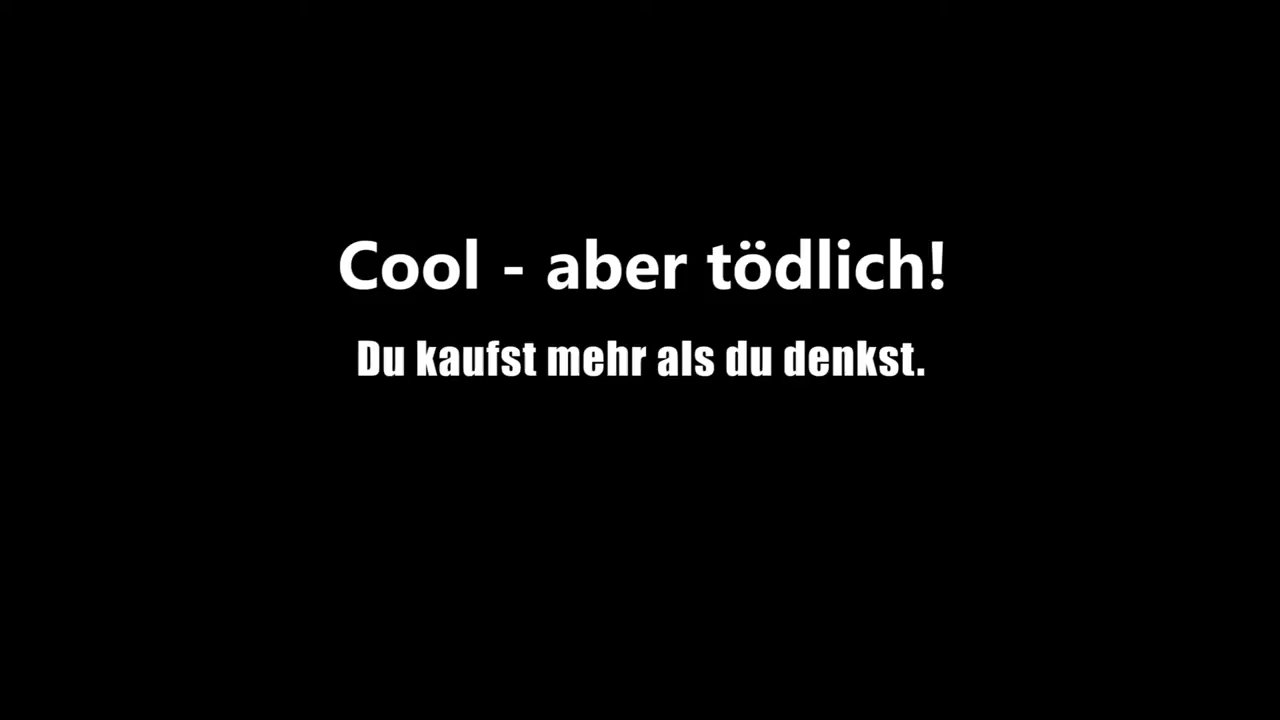 Cool - aber tödlich!
Du kaufst mehr als du denkst.